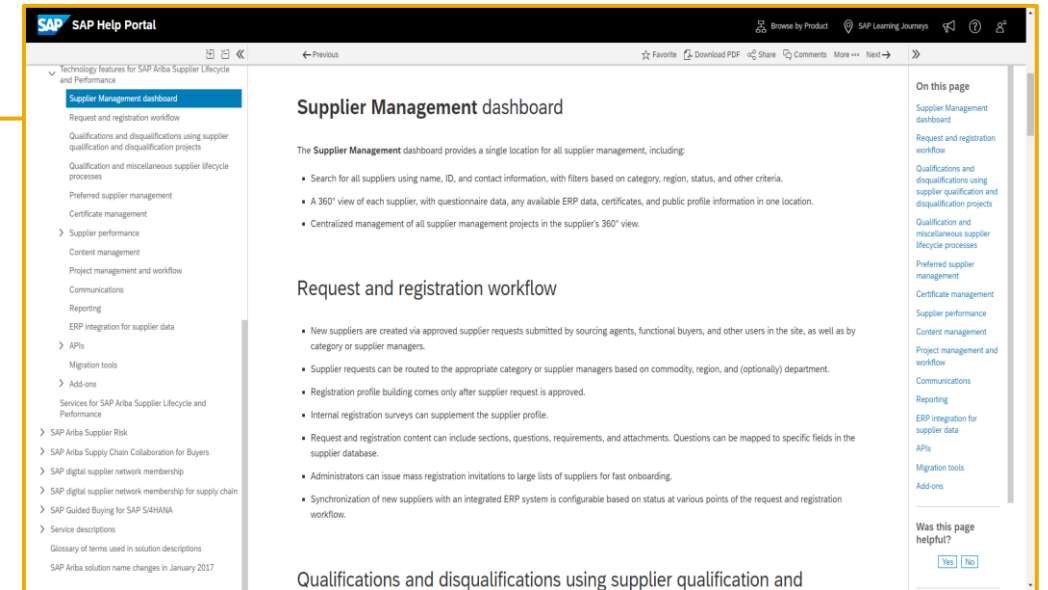 SAP SAP Help Portal
Browse by Product SAP Learning Journeys
← Previous Favorite Download PDF Share Comments More ··· Next →
Technology features for SAP Ariba Supplier Lifecycle
and Performance
Supplier Management dashboard
Request and registration workflow
Qualifications and disqualifications using supplier
qualification and disqualification projects
Qualification and miscellaneous supplier lifecycle
processes
Preferred supplier management
Certificate management
Supplier performance
Content management
Project management and workflow
Communications
Reporting
ERP integration for supplier data
APIs
Migration tools
Add-ons
Services for SAP Ariba Supplier Lifecycle and
Performance
SAP Ariba Supplier Risk
SAP Ariba Supply Chain Collaboration for Buyers
SAP digital supplier network membership
SAP digital supplier network membership for supply chain
SAP Guided Buying for SAP S/4HANA
Service descriptions
Glossary of terms used in solution descriptions
SAP Ariba solution name changes in January 2017
Supplier Management dashboard
The Supplier Management dashboard provides a single location for all supplier management, including:
▪ Search for all suppliers using name, ID, and contact information, with filters based on category, region, status, and other criteria.
▪ A 360° view of each supplier, with questionnaire data, any available ERP data, certificates, and public profile information in one location.
▪ Centralized management of all supplier management projects in the supplier's 360° view.
Request and registration workflow
▪ New suppliers are created via approved supplier requests submitted by sourcing agents, functional buyers, and other users in the site, as well as by
category or supplier managers.
▪ Supplier requests can be routed to the appropriate category or supplier managers based on commodity, region, and (optionally) department.
▪ Registration profile building comes only after supplier request is approved.
▪ Internal registration surveys can supplement the supplier profile.
▪ Request and registration content can include sections, questions, requirements, and attachments. Questions can be mapped to specific fields in the
supplier database.
▪ Administrators can issue mass registration invitations to large lists of suppliers for fast onboarding.
▪ Synchronization of new suppliers with an integrated ERP system is configurable based on status at various points of the request and registration
workflow.
Qualifications and disqualifications using supplier qualification and
On this page
Supplier Management
dashboard
Request and registration
workflow
Qualifications and
disqualifications using
supplier qualification and
disqualification projects
Qualification and
miscellaneous supplier
lifecycle processes
Preferred supplier
management
Certificate management
Supplier performance
Content management
Project management and
workflow
Communications
Reporting
ERP integration for
supplier data
APIs
Migration tools
Add-ons
Was this page
helpful?
Yes No